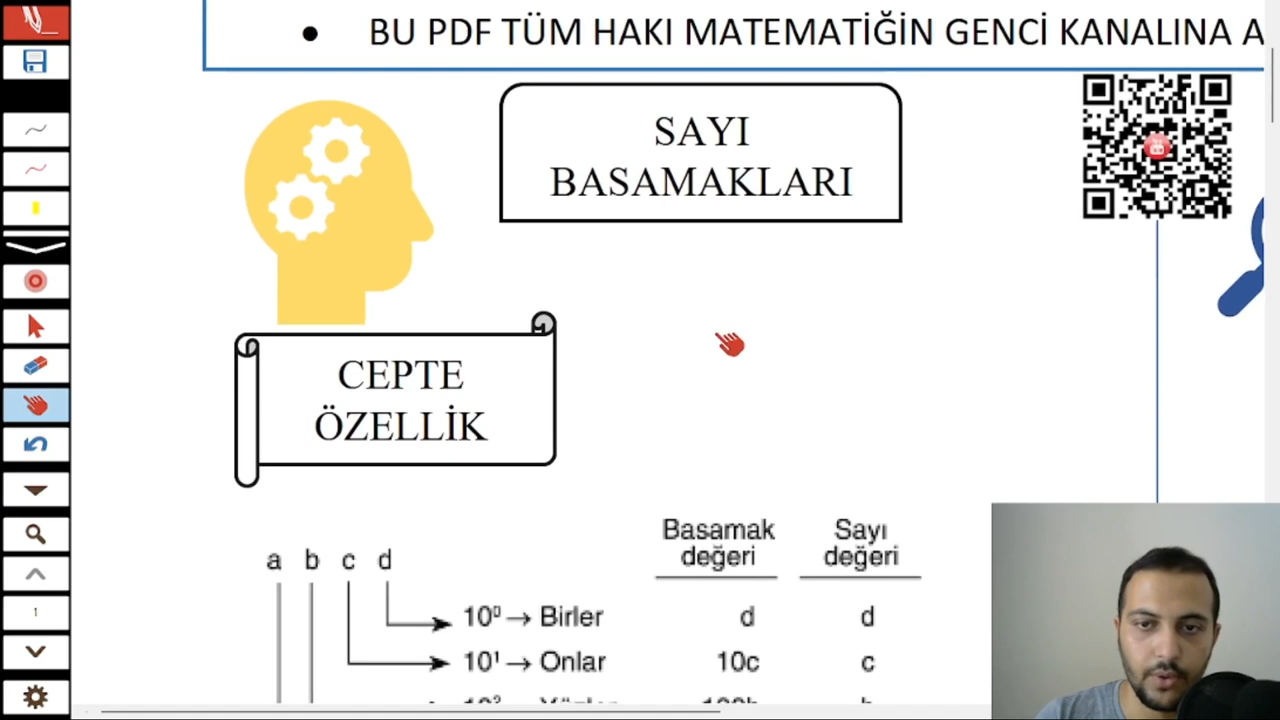 • BU PDF TÜM HAKI MATEMATİĞİN GENCİ KANALINA A
SAYI
BASAMAKLARI
CEPTE
ÖZELLİK
Basamak değeri
Sayı değeri
a b c d
10⁰ → Birler d d
10¹ → Onlar 10c c
1